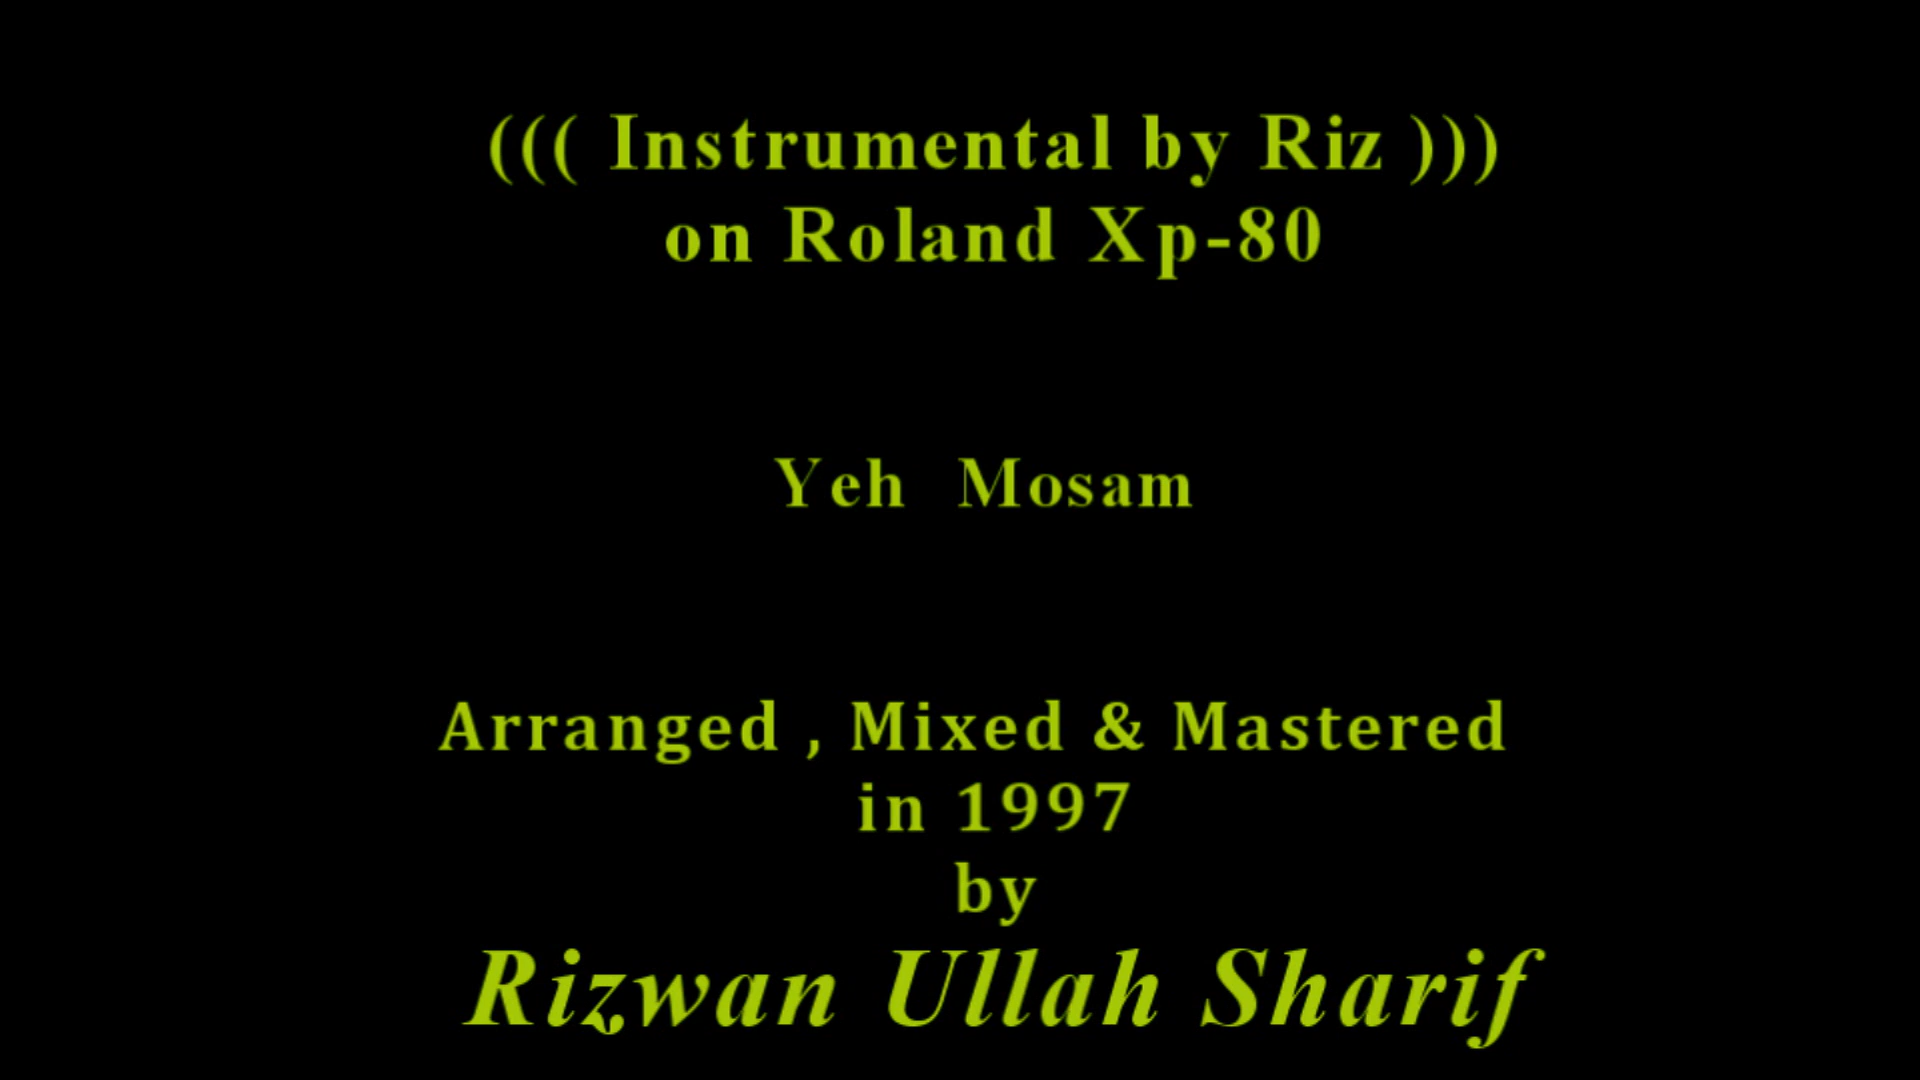 ((( Instrumental by Riz )))
on Roland Xp-80
Yeh Mosam
Arranged , Mixed & Mastered
in 1997
by
Rizwan Ullah Sharif